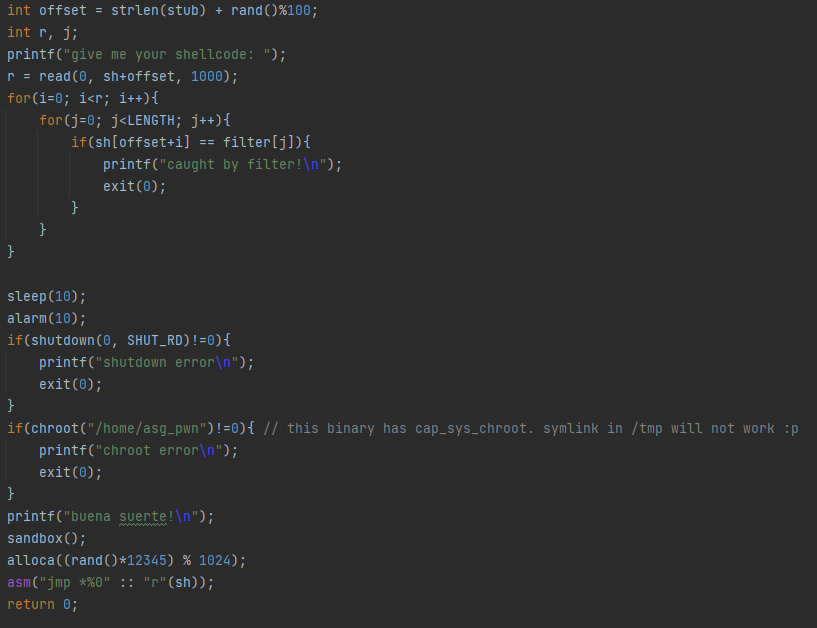 int offset = strlen(stub) + rand()%100;
int r, j;
printf("give me your shellcode: ");
r = read(0, sh+offset, 1000);
for(i=0; i<r; i++){
    for(j=0; j<LENGTH; j++){
        if(sh[offset+i] == filter[j]){
            printf("caught by filter!\n");
            exit(0);
        }
    }
}

sleep(10);
alarm(10);
if(shutdown(0, SHUT_RD)!=0){
    printf("shutdown error\n");
    exit(0);
}
if(chroot("/home/asg_pwn")!=0){ // this binary has cap_sys_chroot. symlink in /tmp will not work :p
    printf("chroot error\n");
    exit(0);
}
printf("buena suerte!\n");
sandbox();
alloca((rand()*12345) % 1024);
asm("jmp *%0" :: "r"(sh));
return 0;